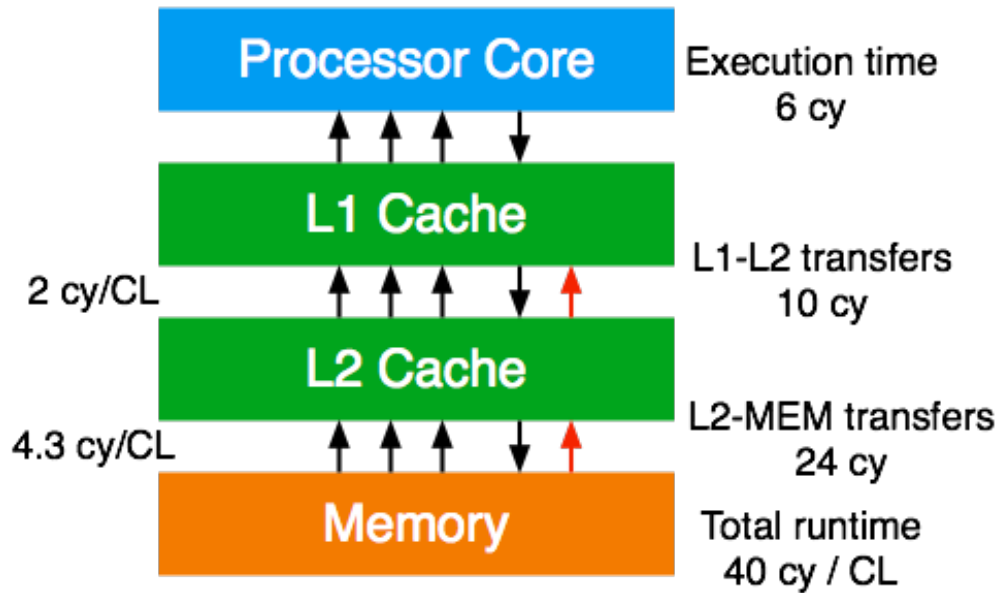 Processor Core
Execution time
6 cy
L1 Cache
2 cy/CL
L1-L2 transfers
10 cy
L2 Cache
4.3 cy/CL
L2-MEM transfers
24 cy
Memory
Total runtime
40 cy / CL